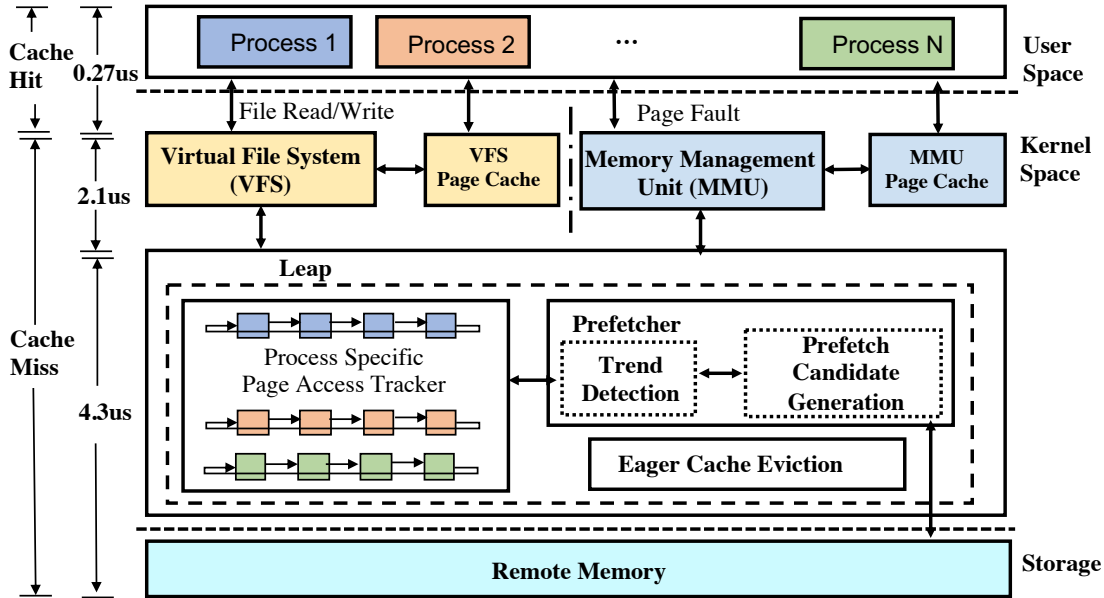 Process 1
Process 2
...
Process N
User
Space
Cache
Hit
0.27us
File Read/Write
Page Fault
Virtual File System
(VFS)
VFS
Page Cache
Memory Management
Unit (MMU)
MMU
Page Cache
Kernel
Space
2.1us
Leap
Cache
Miss
4.3us
Process Specific
Page Access Tracker
Prefetcher
Trend
Detection
Prefetch
Candidate
Generation
Eager Cache Eviction
Remote Memory
Storage